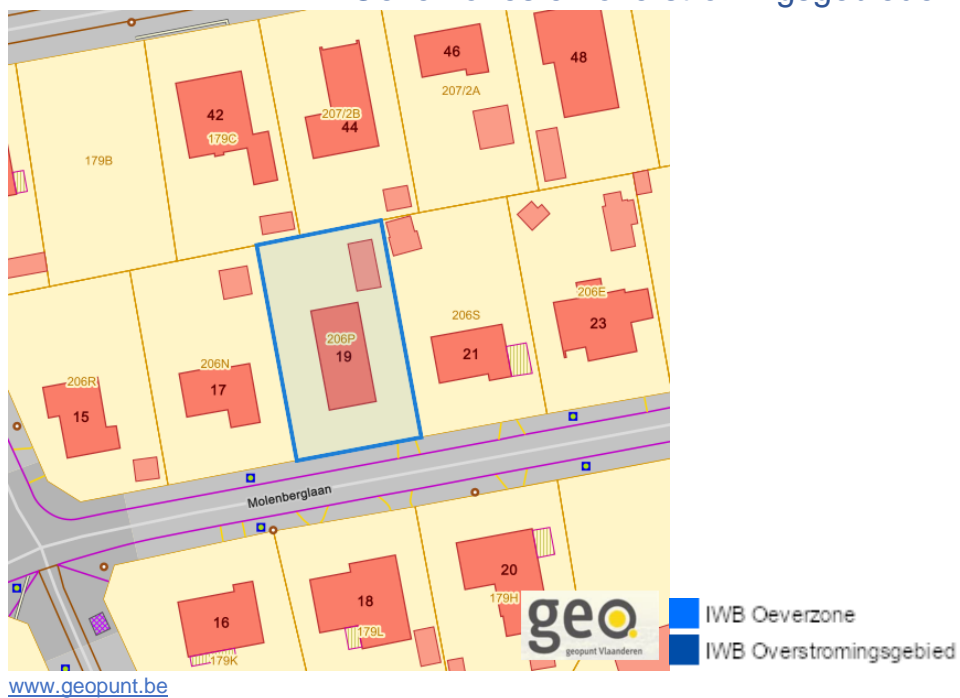 46
48
207/2A
42
207/2B
179C
44
179B
206S
206E
206P
23
19
21
206N
17
206R
15
Molenberglaan
20
179H
18
16
179L
179K
geo.
geopunt Vlaanderen
IWB Oeverzone
IWB Overstromingsgebied
www.geopunt.be